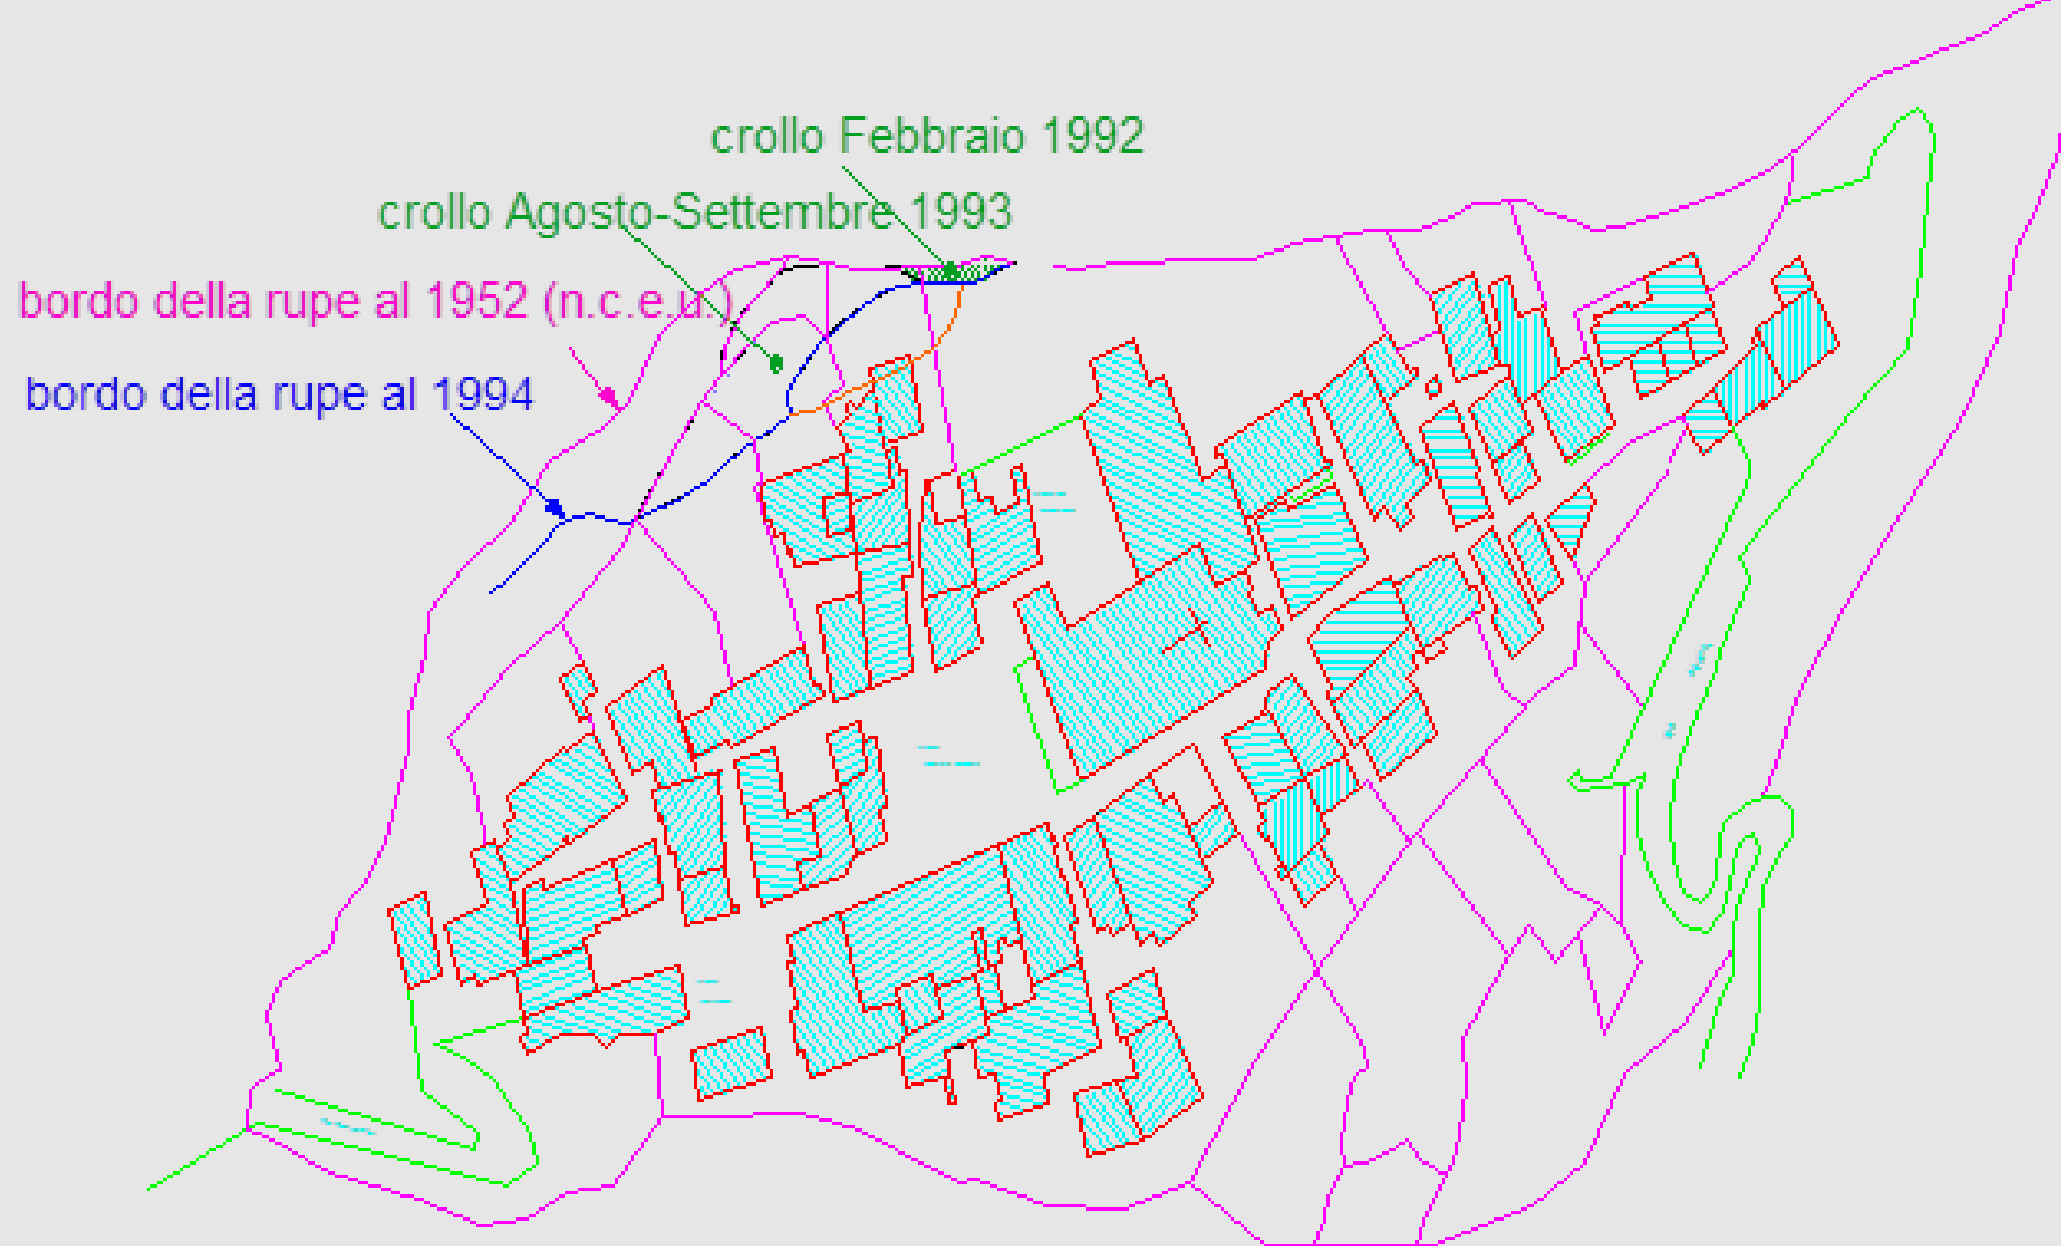 crollo Febbraio 1992
crollo Agosto-Settembre 1993
bordo della rupe al 1952 (n.c.e.u.)
bordo della rupe al 1994